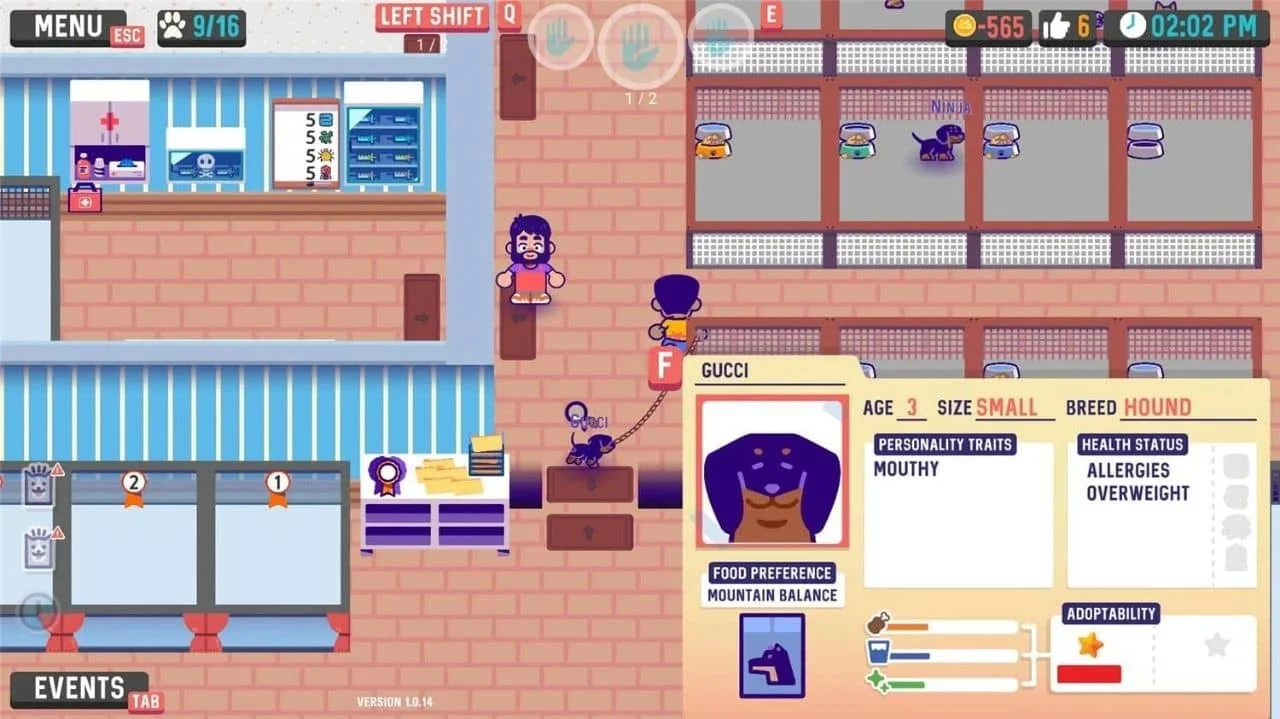 MENU ESC
9/16
LEFT SHIFT
1 /
Q
1 / 2
E
-565
6
02:02 PM
NINJA
5
5
5
5
F
GUCCI
2
1
GUCCI
AGE 3 SIZE SMALL BREED HOUND
PERSONALITY TRAITS
MOUTHY
HEALTH STATUS
ALLERGIES
OVERWEIGHT
FOOD PREFERENCE
MOUNTAIN BALANCE
ADOPTABILITY
EVENTS TAB
VERSION 1.0.14